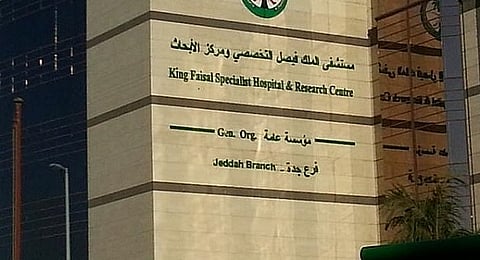 مستشفى الملك فيصل التخصصي ومركز الأبحاث
King Faisal Specialist Hospital & Research Centre
Gen. Org. مؤسسة عامة
Jeddah Branch _ فرع جدة